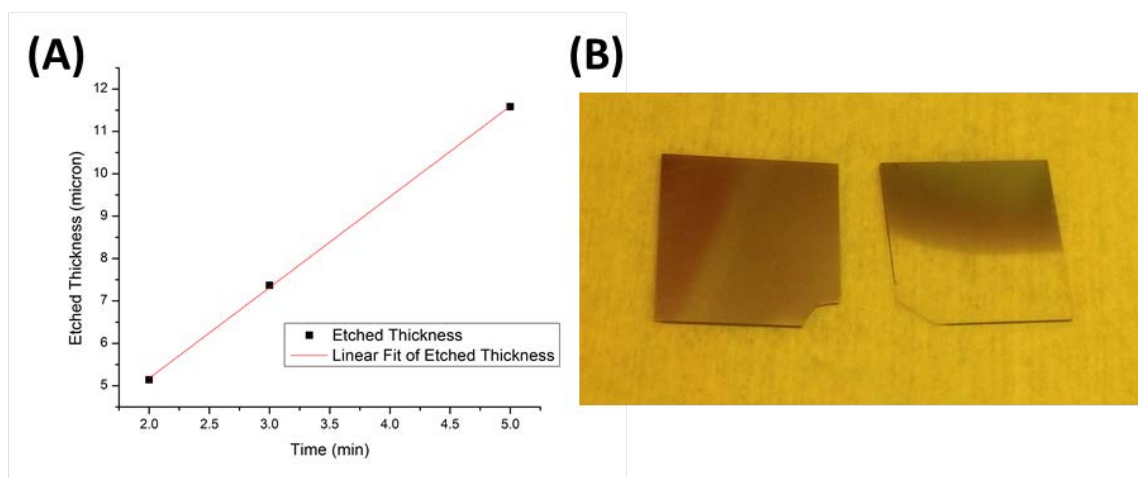 (A)
(B)
12
11
10
9
8
7
6
5
Etched Thickness (micron)
Etched Thickness
Linear Fit of Etched Thickness
2.0 2.5 3.0 3.5 4.0 4.5 5.0
Time (min)